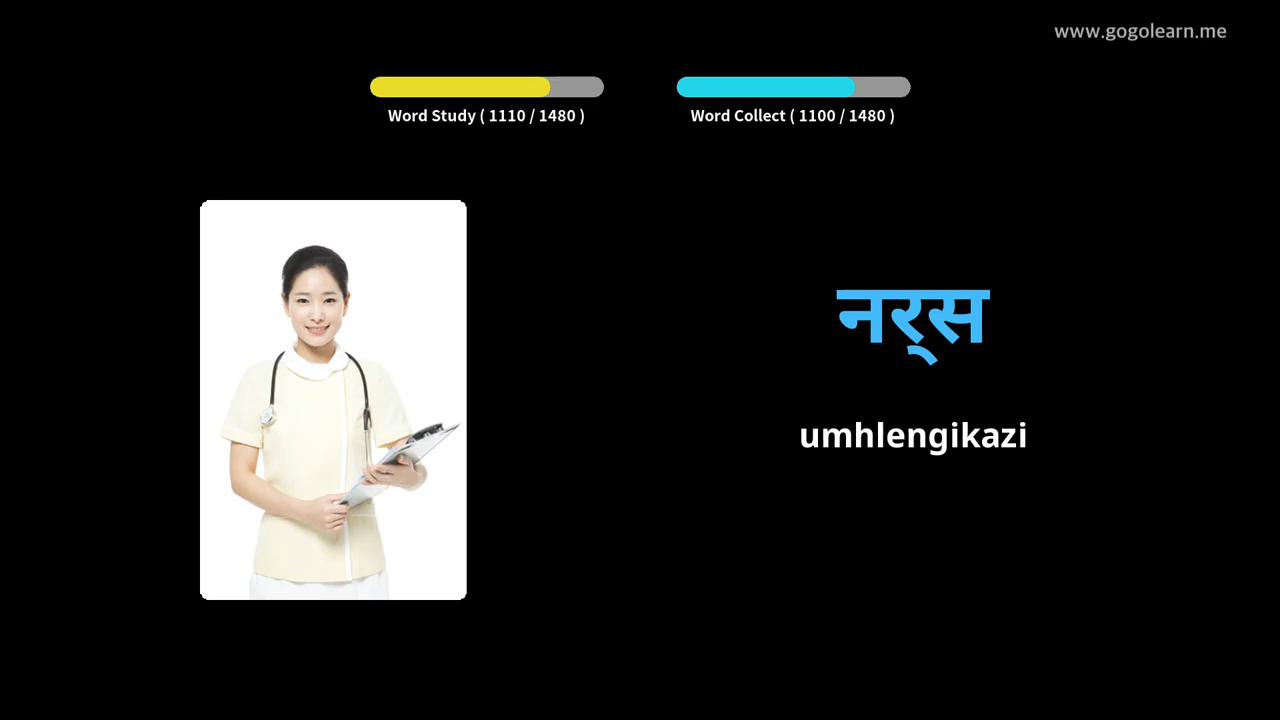 www.gogolearn.me
Word Study ( 1110 / 1480 )
Word Collect ( 1100 / 1480 )
नर्‌स
umhlengikazi